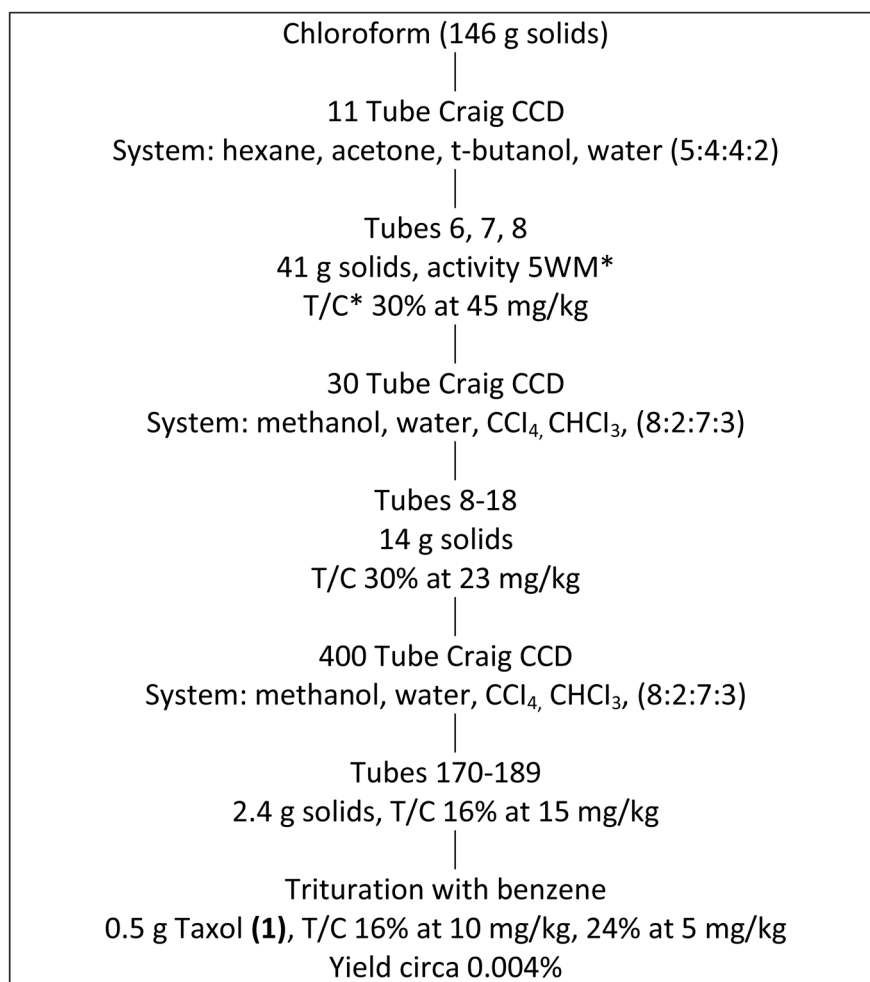 Chloroform (146 g solids)
11 Tube Craig CCD
System: hexane, acetone, t-butanol, water (5:4:4:2)
Tubes 6, 7, 8
41 g solids, activity 5WM*
T/C* 30% at 45 mg/kg
30 Tube Craig CCD
System: methanol, water, CCl₄, CHCl₃, (8:2:7:3)
Tubes 8-18
14 g solids
T/C 30% at 23 mg/kg
400 Tube Craig CCD
System: methanol, water, CCl₄, CHCl₃, (8:2:7:3)
Tubes 170-189
2.4 g solids, T/C 16% at 15 mg/kg
Trituration with benzene
0.5 g Taxol (1), T/C 16% at 10 mg/kg, 24% at 5 mg/kg
Yield circa 0.004%